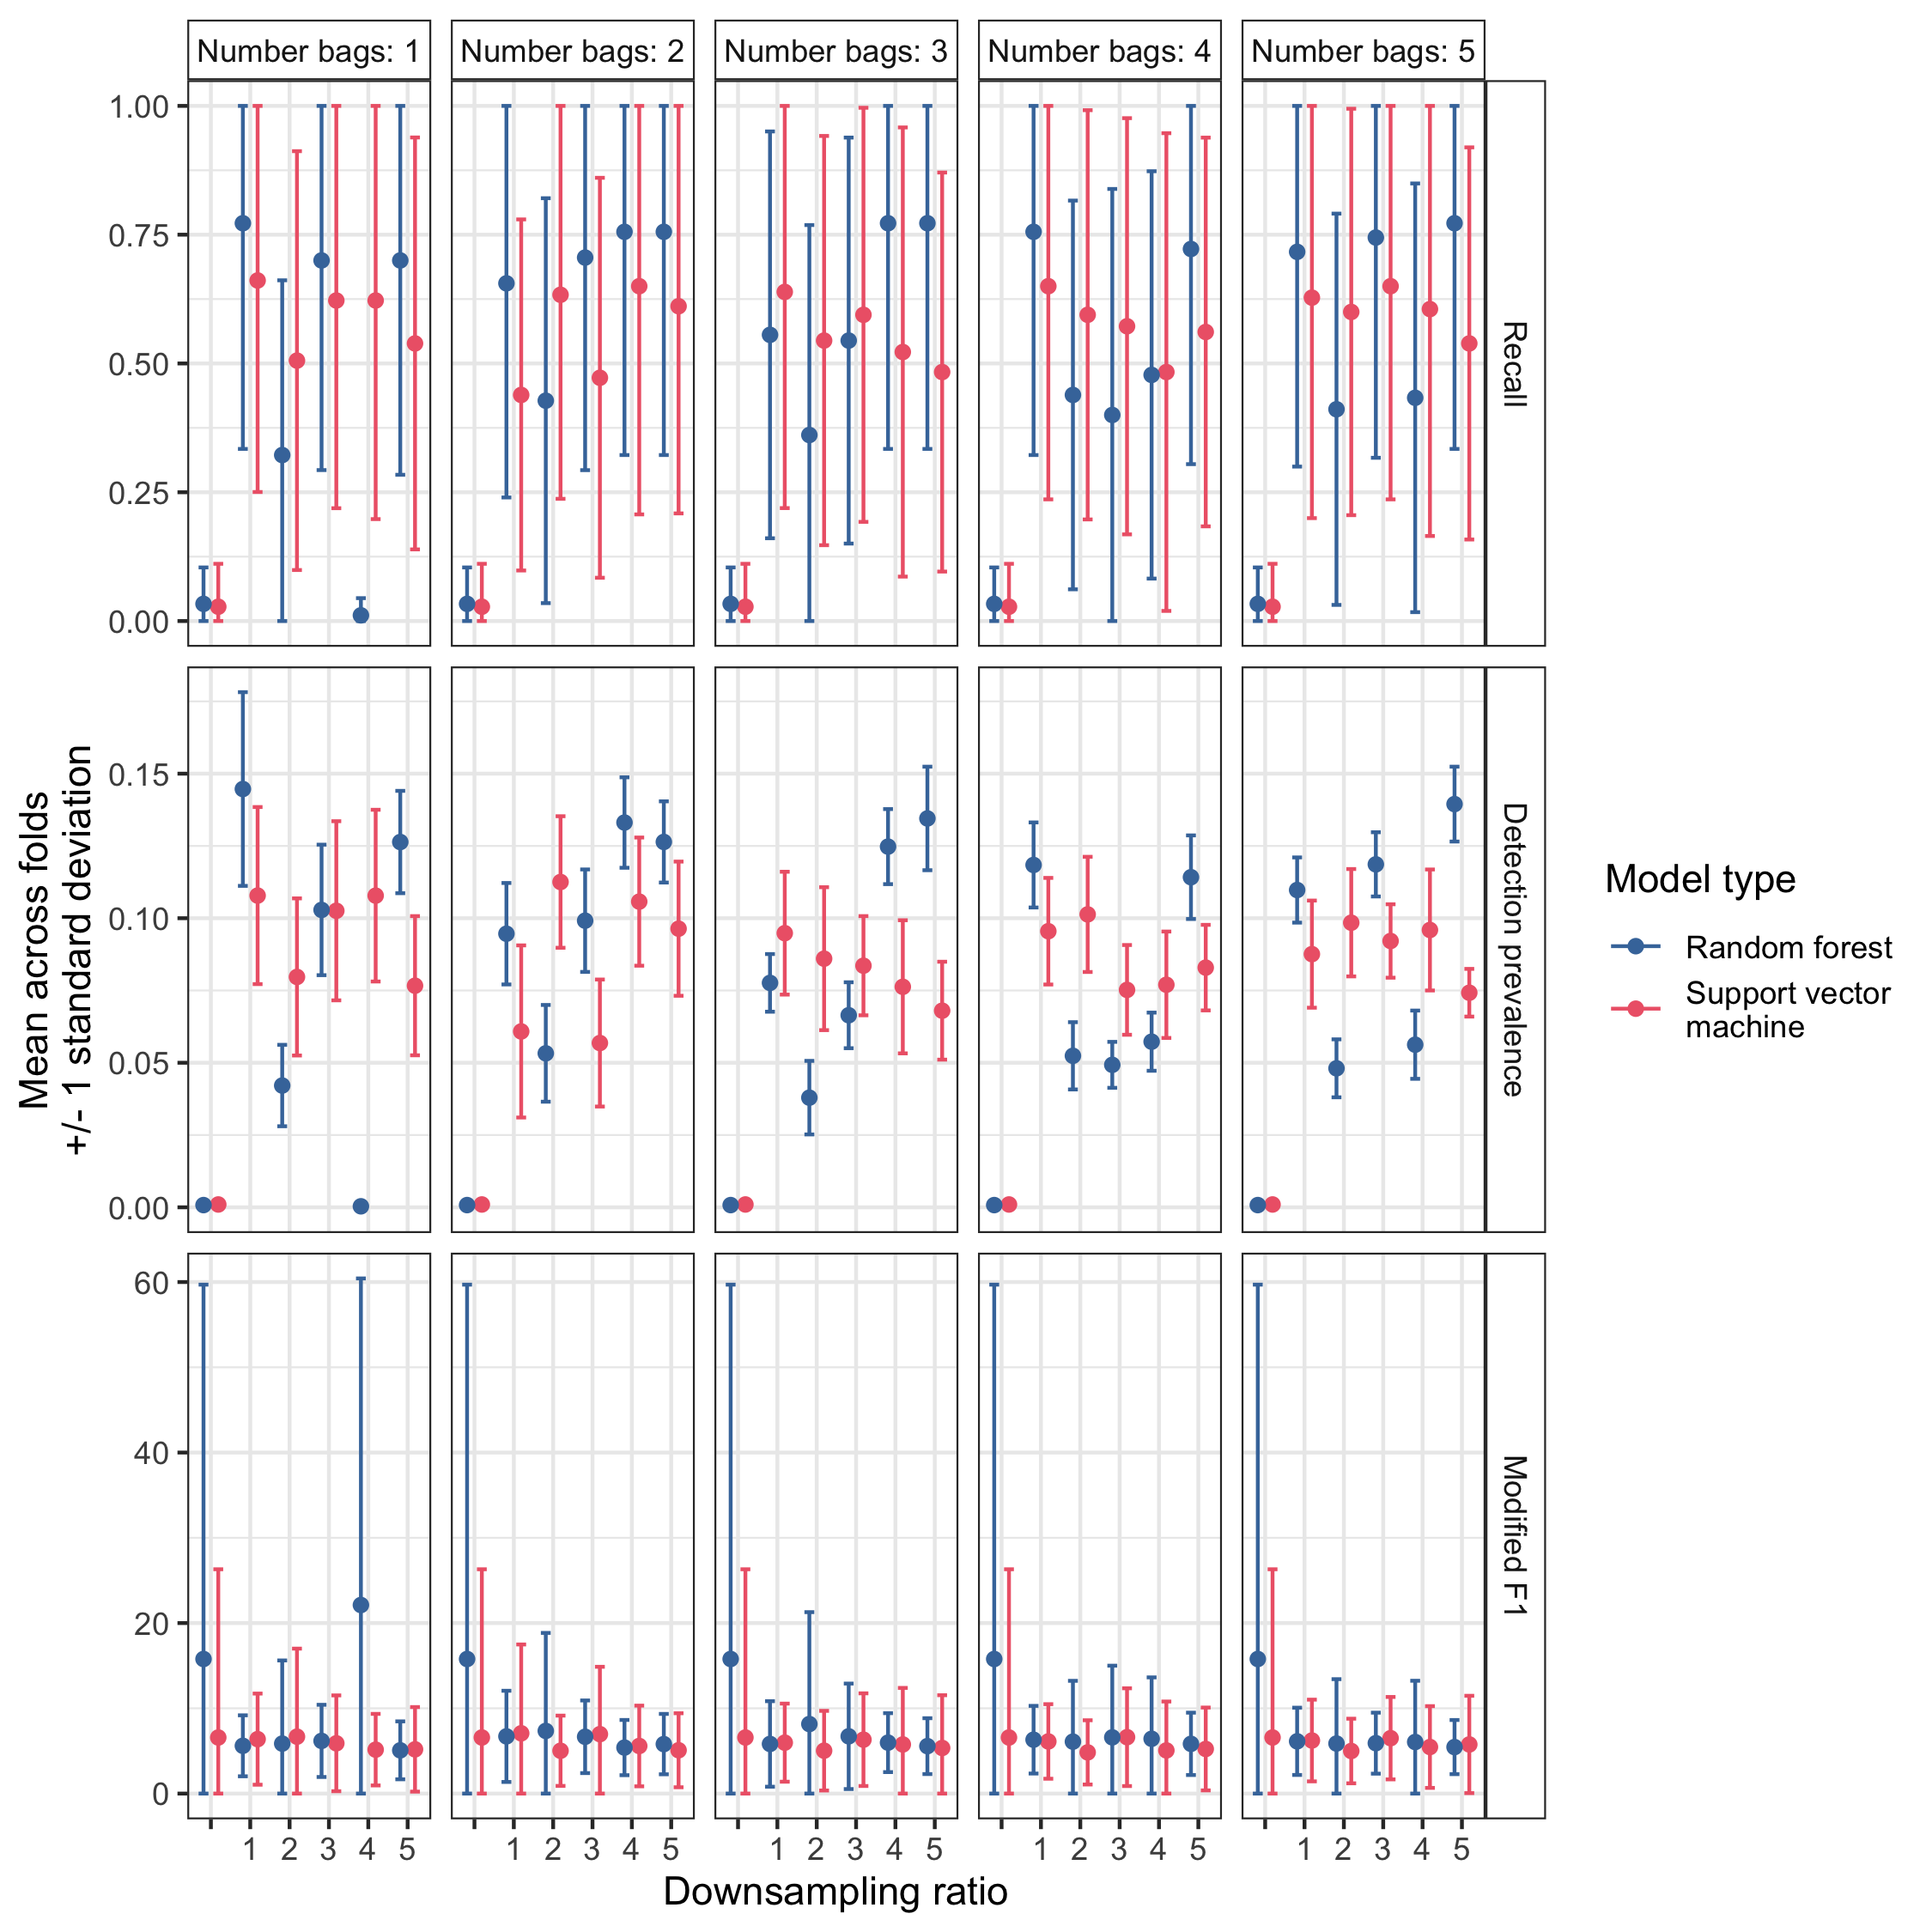 Number bags: 1
Number bags: 2
Number bags: 3
Number bags: 4
Number bags: 5
1.00
0.75
0.50
0.25
0.00
Recall
0.15
0.10
0.05
0.00
Detection prevalence
60
40
20
0
Modified F1
Mean across folds
+/- 1 standard deviation
1 2 3 4 5
1 2 3 4 5
1 2 3 4 5
1 2 3 4 5
1 2 3 4 5
Downsampling ratio
Model type
Random forest
Support vector
machine